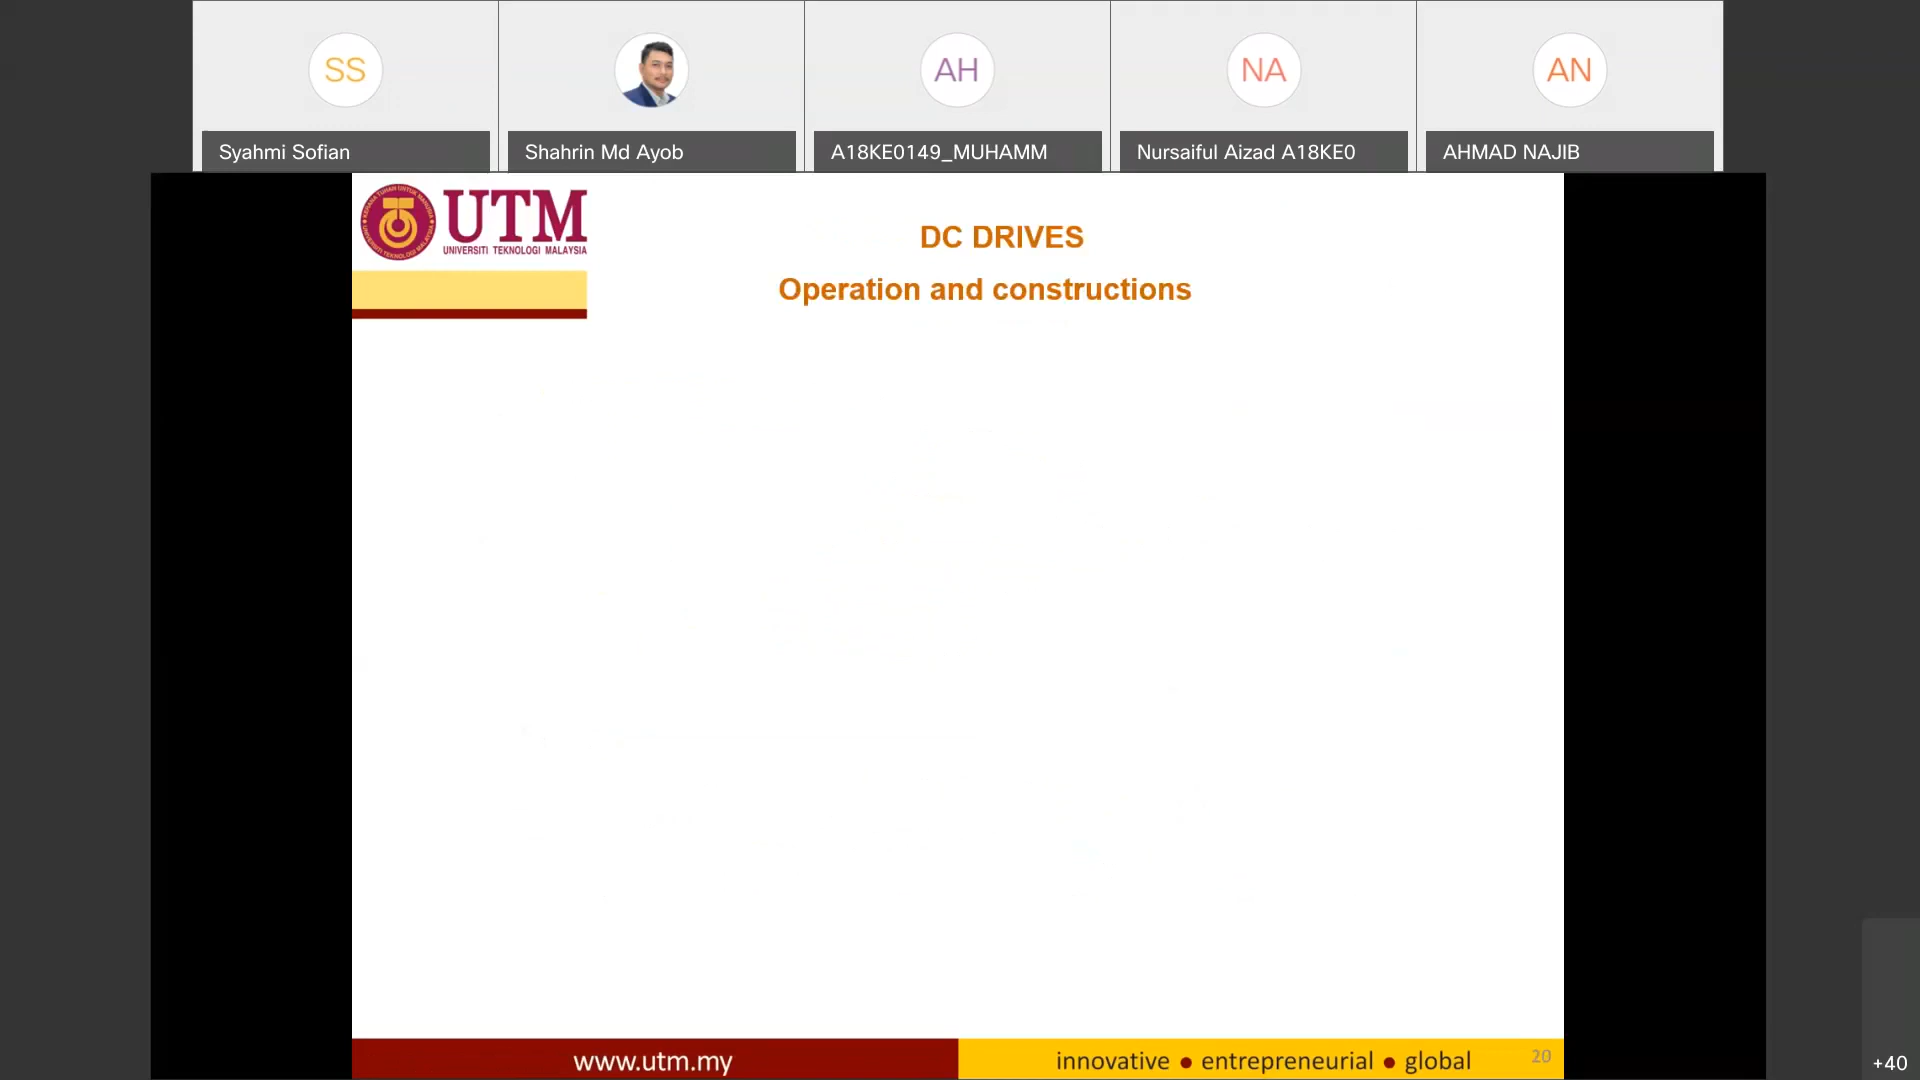 SS
AH
NA
AN
Syahmi Sofian
Shahrin Md Ayob
A18KE0149_MUHAMM
Nursaiful Aizad A18KE0
AHMAD NAJIB
UTM
UNIVERSITI TEKNOLOGI MALAYSIA
DC DRIVES
Operation and constructions
www.utm.my
innovative ● entrepreneurial ● global
20
+40